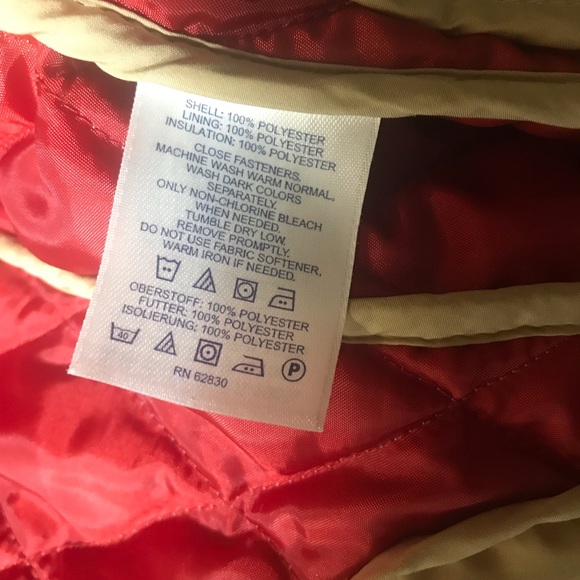 SHELL: 100% POLYESTER
LINING: 100% POLYESTER
INSULATION: 100% POLYESTER
CLOSE FASTENERS.
MACHINE WASH WARM NORMAL,
WASH DARK COLORS
SEPARATELY.
ONLY NON-CHLORINE BLEACH
WHEN NEEDED.
TUMBLE DRY LOW.
REMOVE PROMPTLY.
DO NOT USE FABRIC SOFTENER.
WARM IRON IF NEEDED.
OBERSTOFF: 100% POLYESTER
FUTTER: 100% POLYESTER
ISOLIERUNG: 100% POLYESTER
40 P
RN 62830